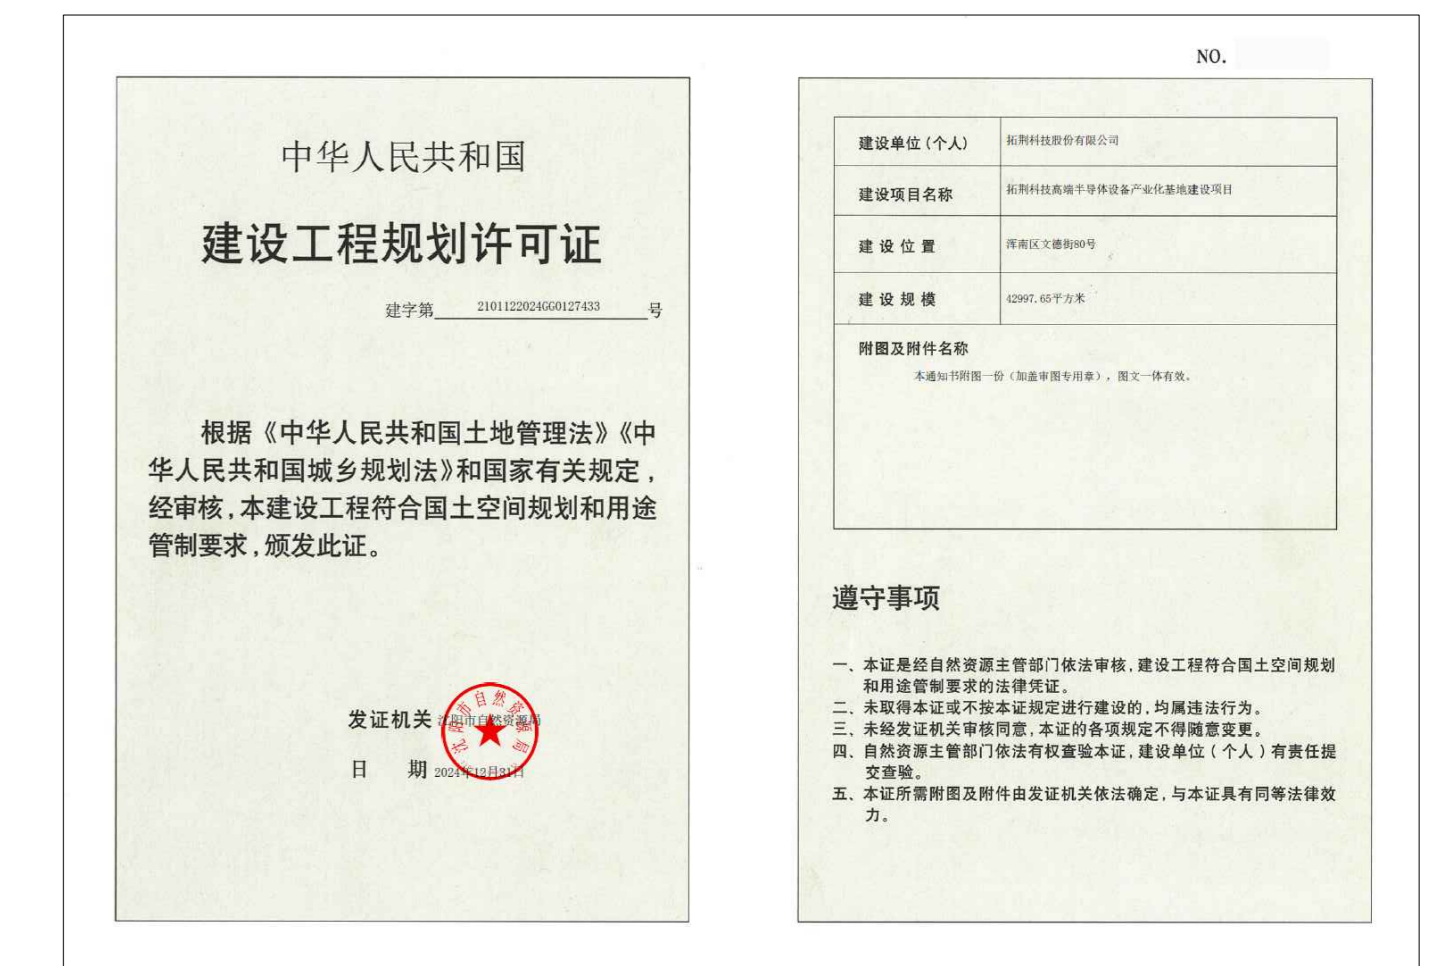 NO.
中华人民共和国
建设工程规划许可证
建字第 2101122024GG0127433 号
根据《中华人民共和国土地管理法》《中
华人民共和国城乡规划法》和国家有关规定,
经审核,本建设工程符合国土空间规划和用途
管制要求,颁发此证。
发证机关 沈阳市自然资源局
沈阳市自然资源局
日 期 2024年12月31日
建设单位(个人) 拓荆科技股份有限公司
建设项目名称 拓荆科技高端半导体设备产业化基地建设项目
建设位置 浑南区文德街80号
建设规模 42997.65平方米
附图及附件名称
本通知书附图一份(加盖审图专用章),图文一体有效。
遵守事项
一、本证是经自然资源主管部门依法审核,建设工程符合国土空间规划
和用途管制要求的法律凭证。
二、未取得本证或不按本证规定进行建设的,均属违法行为。
三、未经发证机关审核同意,本证的各项规定不得随意变更。
四、自然资源主管部门依法有权查验本证,建设单位(个人)有责任提
交查验。
五、本证所需附图及附件由发证机关依法确定,与本证具有同等法律效
力。